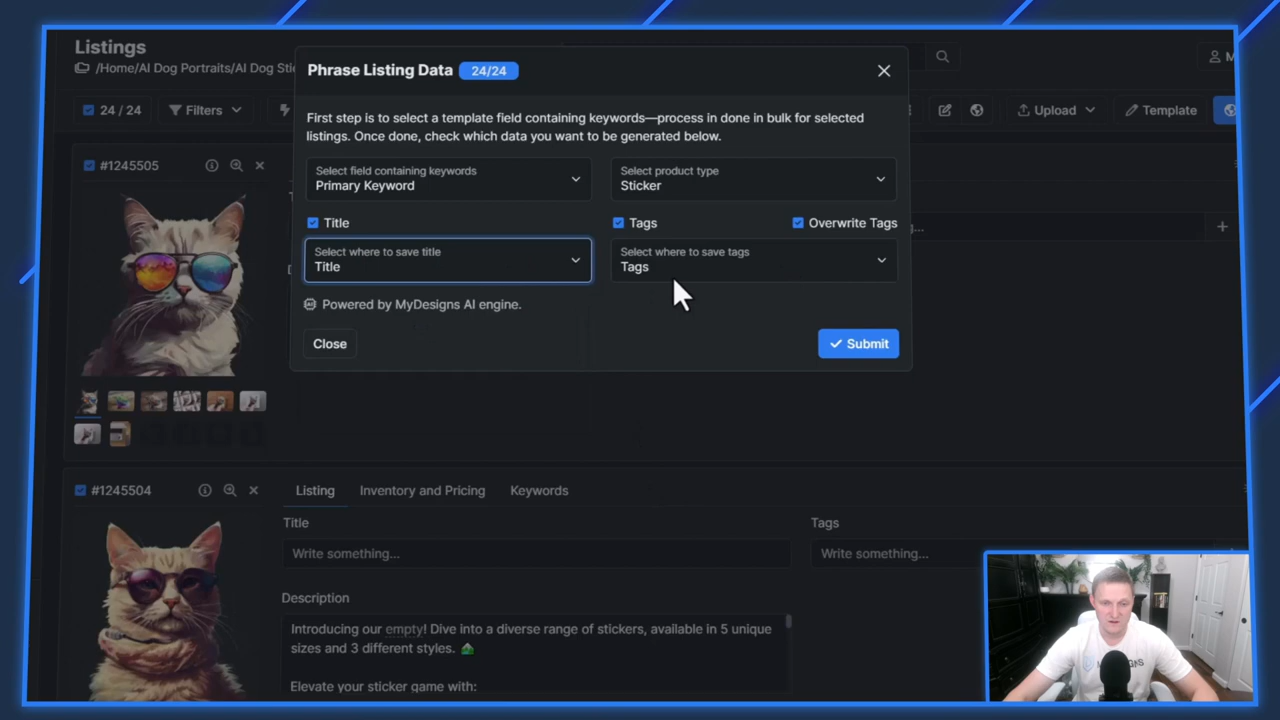 Listings
/Home/AI Dog Portraits/AI Dog Stic
24 / 24
Filters
Upload
Template
Phrase Listing Data 24/24
First step is to select a template field containing keywords—process in done in bulk for selected
listings. Once done, check which data you want to be generated below.
Select field containing keywords
Primary Keyword
Select product type
Sticker
Title
Tags
Overwrite Tags
Select where to save title
Title
Select where to save tags
Tags
Powered by MyDesigns AI engine.
Close
Submit
#1245505
#1245504
Listing
Inventory and Pricing
Keywords
Title
Write something...
Tags
Write something...
Description
Introducing our empty! Dive into a diverse range of stickers, available in 5 unique
sizes and 3 different styles.
Elevate your sticker game with: